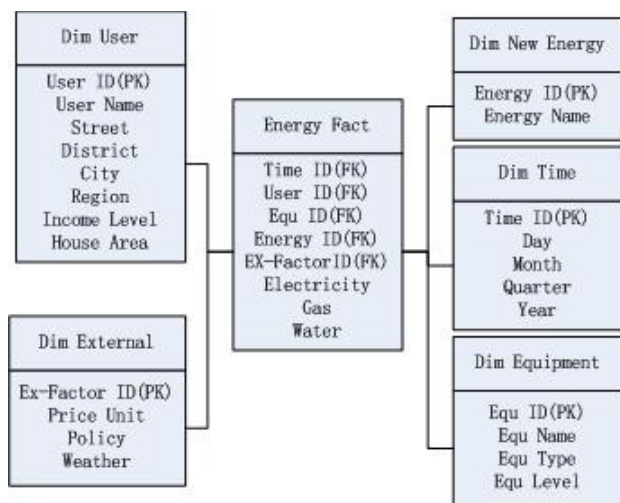 Dim User
User ID(PK)
User Name
Street
District
City
Region
Income Level
House Area
Dim External
Ex-Factor ID(PK)
Price Unit
Policy
Weather
Energy Fact
Time ID(FK)
User ID(FK)
Equ ID(FK)
Energy ID(FK)
EX-FactorID(FK)
Electricity
Gas
Water
Dim New Energy
Energy ID(PK)
Energy Name
Dim Time
Time ID(PK)
Day
Month
Quarter
Year
Dim Equipment
Equ ID(PK)
Equ Name
Equ Type
Equ Level